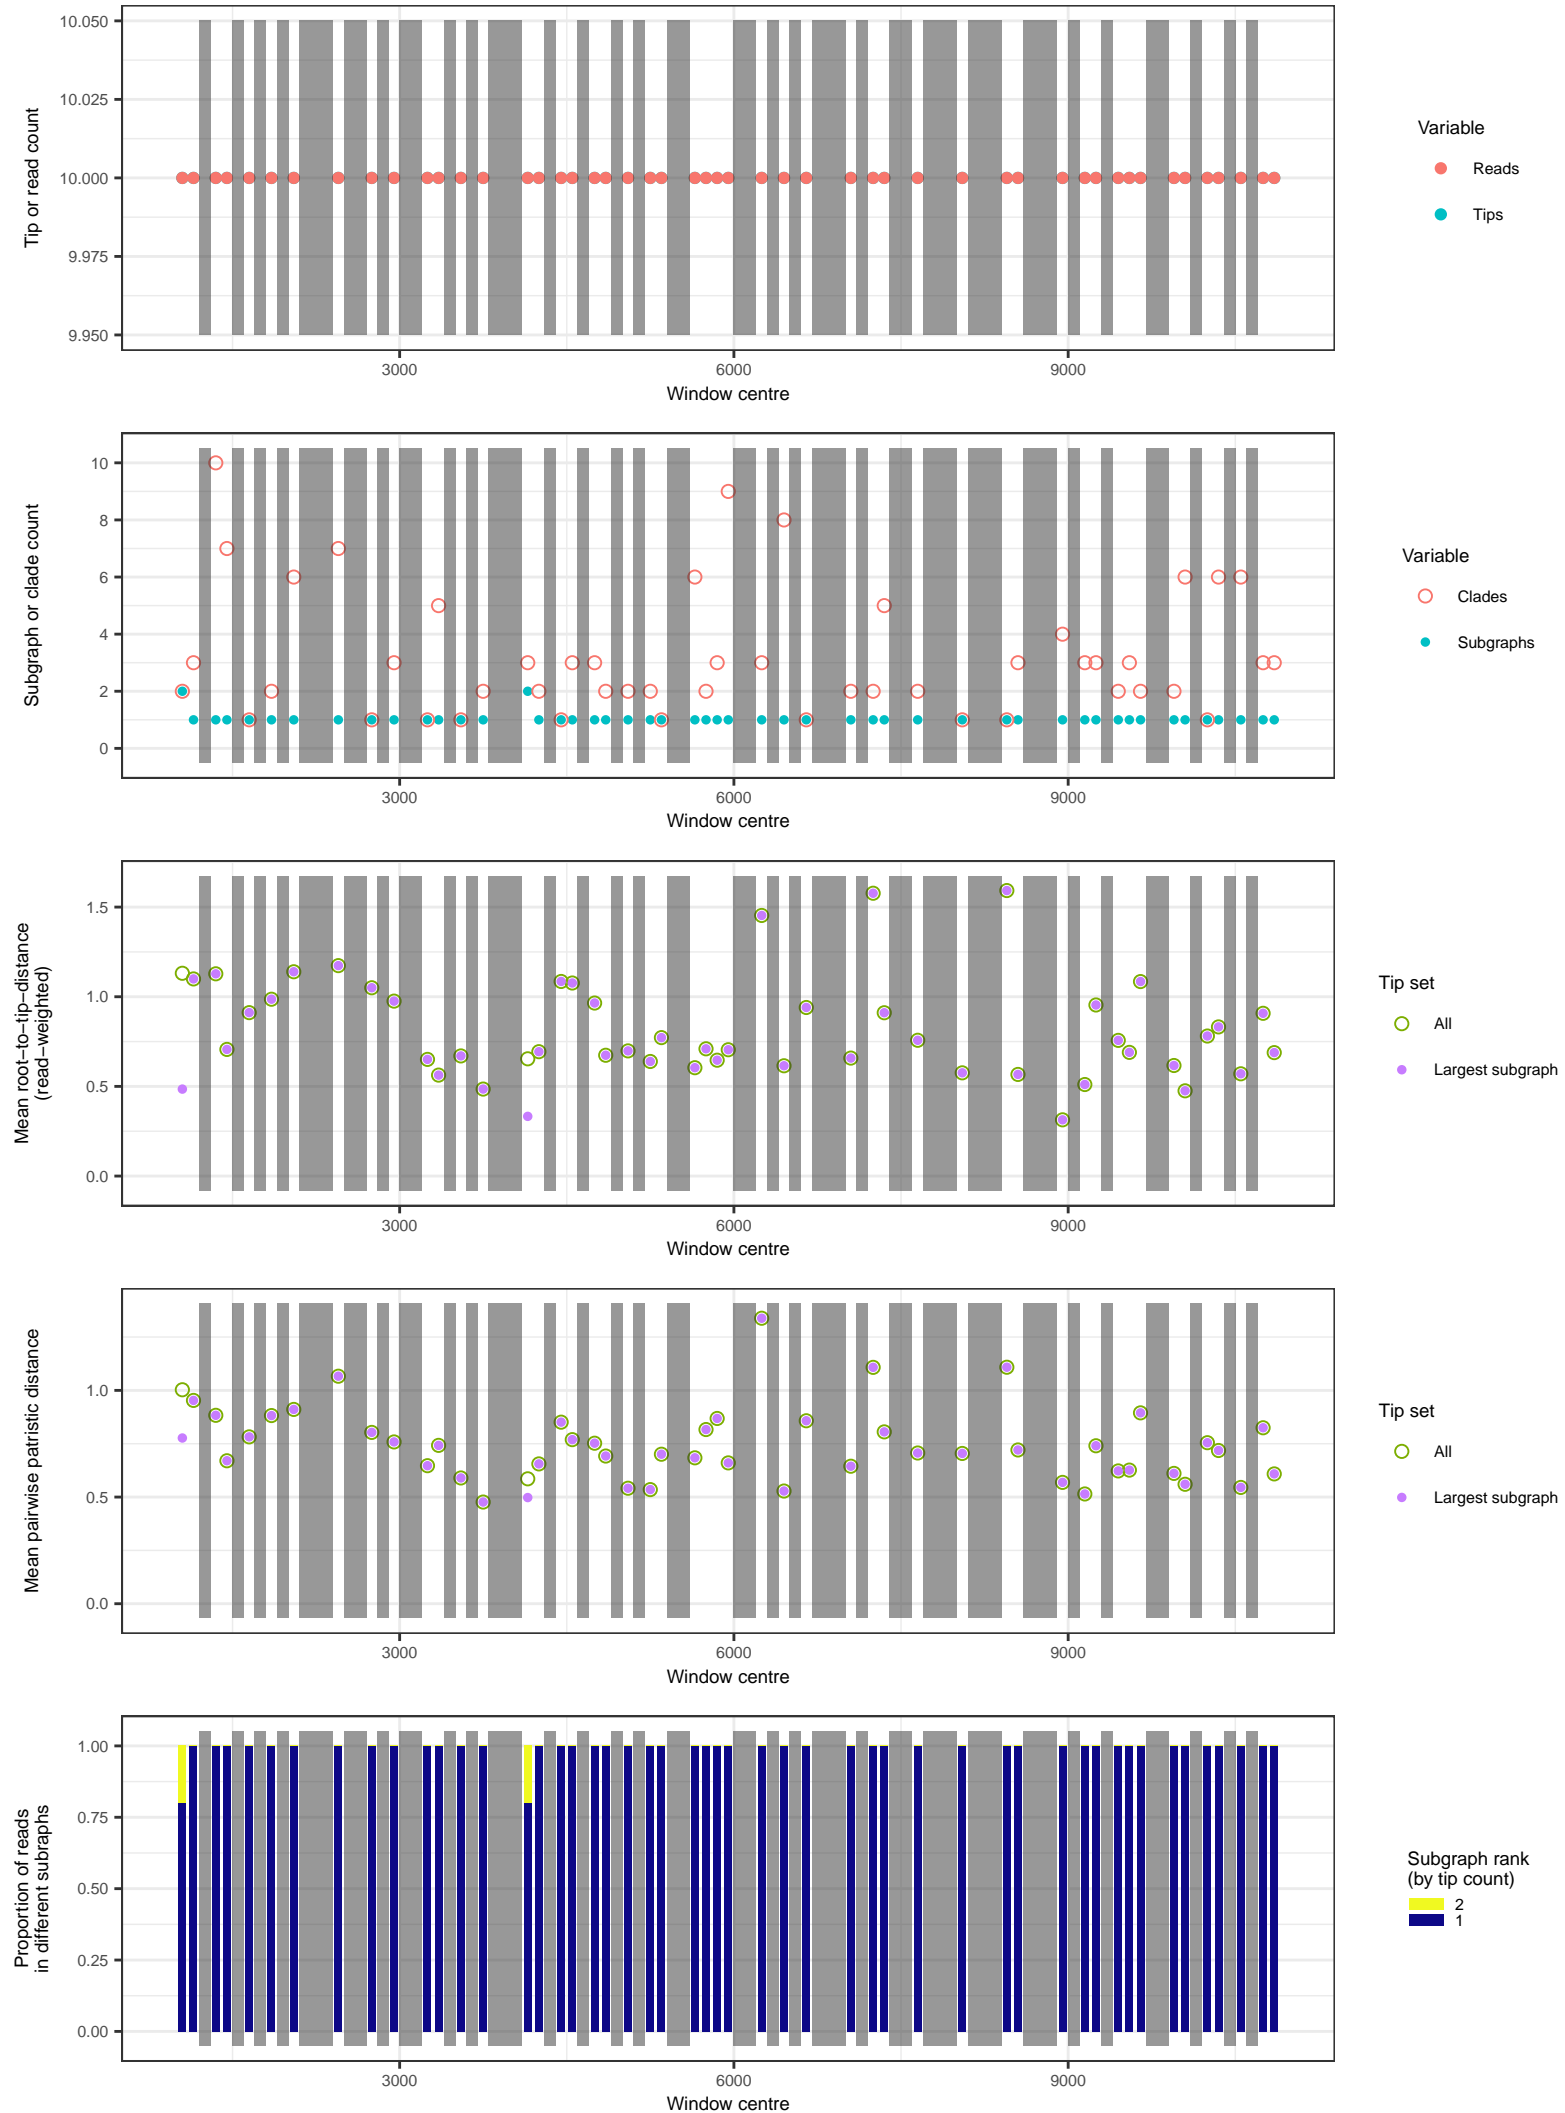 10.050
10.025
10.000
9.975
9.950
Tip or read count
3000
6000
9000
Window centre
Variable
Reads
Tips
10
8
6
4
2
0
Subgraph or clade count
3000
6000
9000
Window centre
Variable
Clades
Subgraphs
1.5
1.0
0.5
0.0
Mean root−to−tip−distance
(read−weighted)
3000
6000
9000
Window centre
Tip set
All
Largest subgraph
1.0
0.5
0.0
Mean pairwise patristic distance
3000
6000
9000
Window centre
Tip set
All
Largest subgraph
1.00
0.75
0.50
0.25
0.00
Proportion of reads
in different subraphs
3000
6000
9000
Window centre
Subgraph rank
(by tip count)
2
1